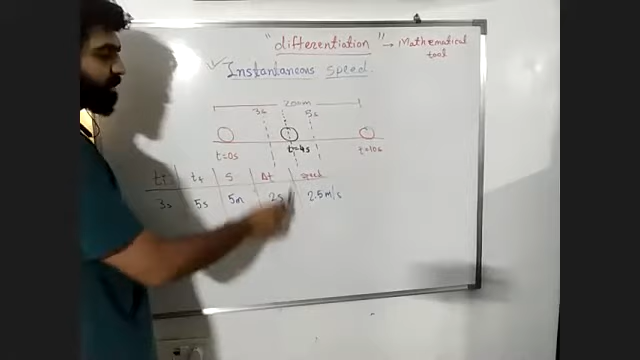 "differentiation" → Mathematical tool
Instantaneous speed.
200m
3s 5s
t=0s t=4s t=10s
ti tf S Δt speed
3s 5s 5m 2s 2.5m/s